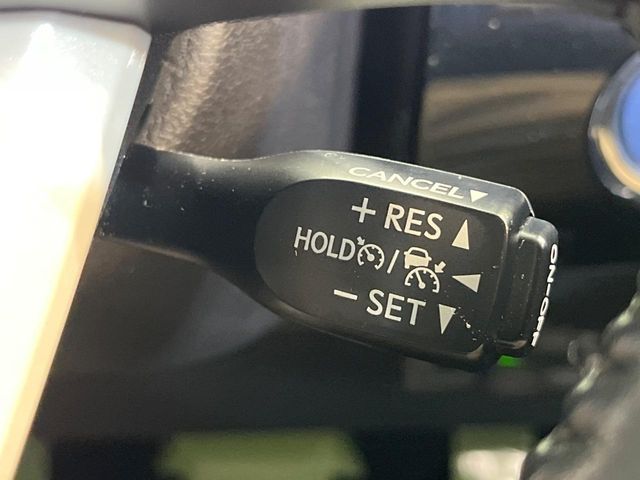 CANCEL▼
+ RES ▲
HOLD / ◀
− SET ▼
ON-OFF